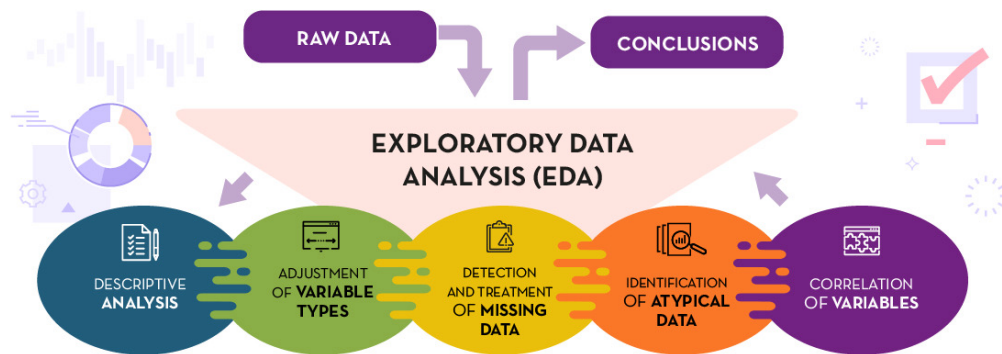 RAW DATA
CONCLUSIONS
EXPLORATORY DATA
ANALYSIS (EDA)
DESCRIPTIVE
ANALYSIS
ADJUSTMENT
OF VARIABLE
TYPES
DETECTION
AND TREATMENT
OF MISSING
DATA
IDENTIFICATION
OF ATYPICAL
DATA
CORRELATION
OF VARIABLES